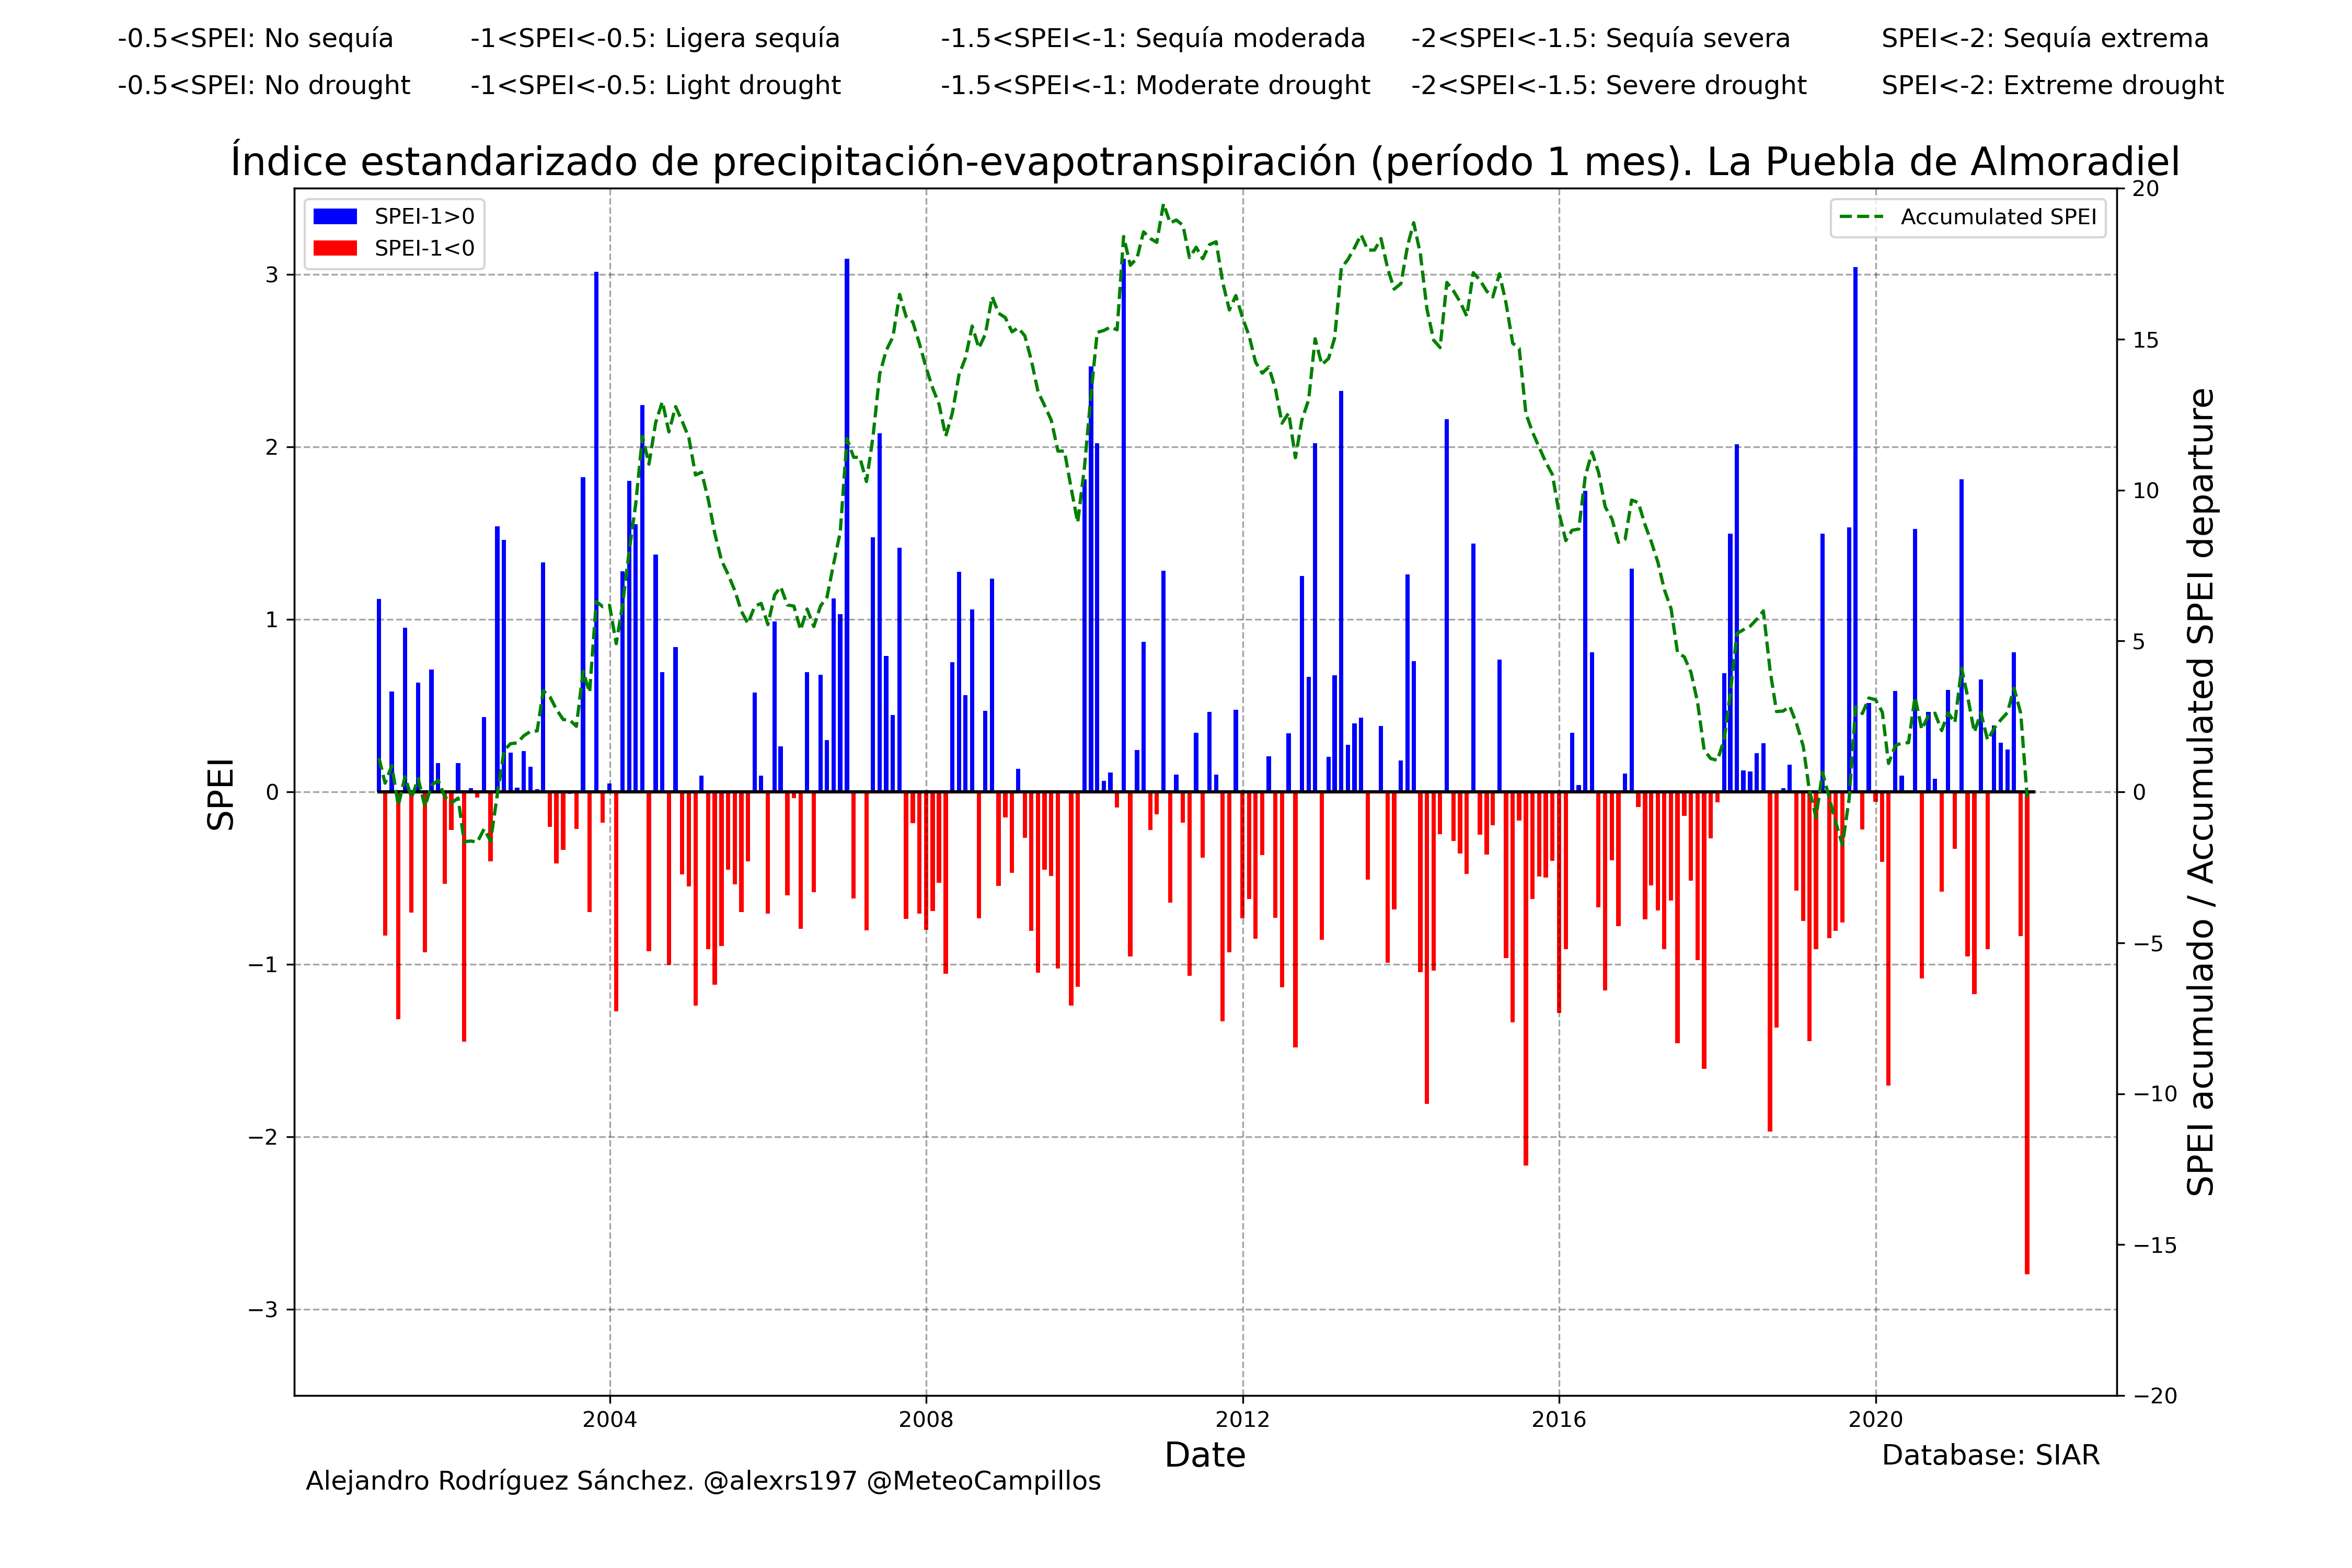 -0.5<SPEI: No sequía -1<SPEI<-0.5: Ligera sequía -1.5<SPEI<-1: Sequía moderada -2<SPEI<-1.5: Sequía severa SPEI<-2: Sequía extrema
-0.5<SPEI: No drought -1<SPEI<-0.5: Light drought -1.5<SPEI<-1: Moderate drought -2<SPEI<-1.5: Severe drought SPEI<-2: Extreme drought
Índice estandarizado de precipitación-evapotranspiración (período 1 mes). La Puebla de Almoradiel
SPEI-1>0
SPEI-1<0
Accumulated SPEI
SPEI
3
2
1
0
−1
−2
−3
20
15
10
5
0
−5
−10
−15
−20
SPEI acumulado / Accumulated SPEI departure
2004 2008 2012 2016 2020
Date
Database: SIAR
Alejandro Rodríguez Sánchez. @alexrs197 @MeteoCampillos